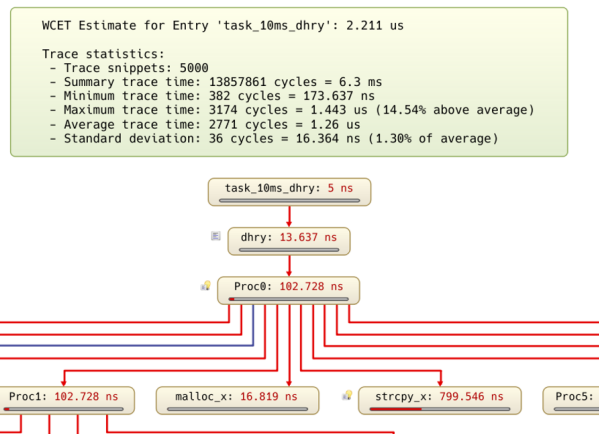 WCET Estimate for Entry 'task_10ms_dhry': 2.211 us
Trace statistics:
- Trace snippets: 5000
- Summary trace time: 13857861 cycles = 6.3 ms
- Minimum trace time: 382 cycles = 173.637 ns
- Maximum trace time: 3174 cycles = 1.443 us (14.54% above average)
- Average trace time: 2771 cycles = 1.26 us
- Standard deviation: 36 cycles = 16.364 ns (1.30% of average)
task_10ms_dhry: 5 ns
dhry: 13.637 ns
Proc0: 102.728 ns
Proc1: 102.728 ns
malloc_x: 16.819 ns
strcpy_x: 799.546 ns
Proc5: